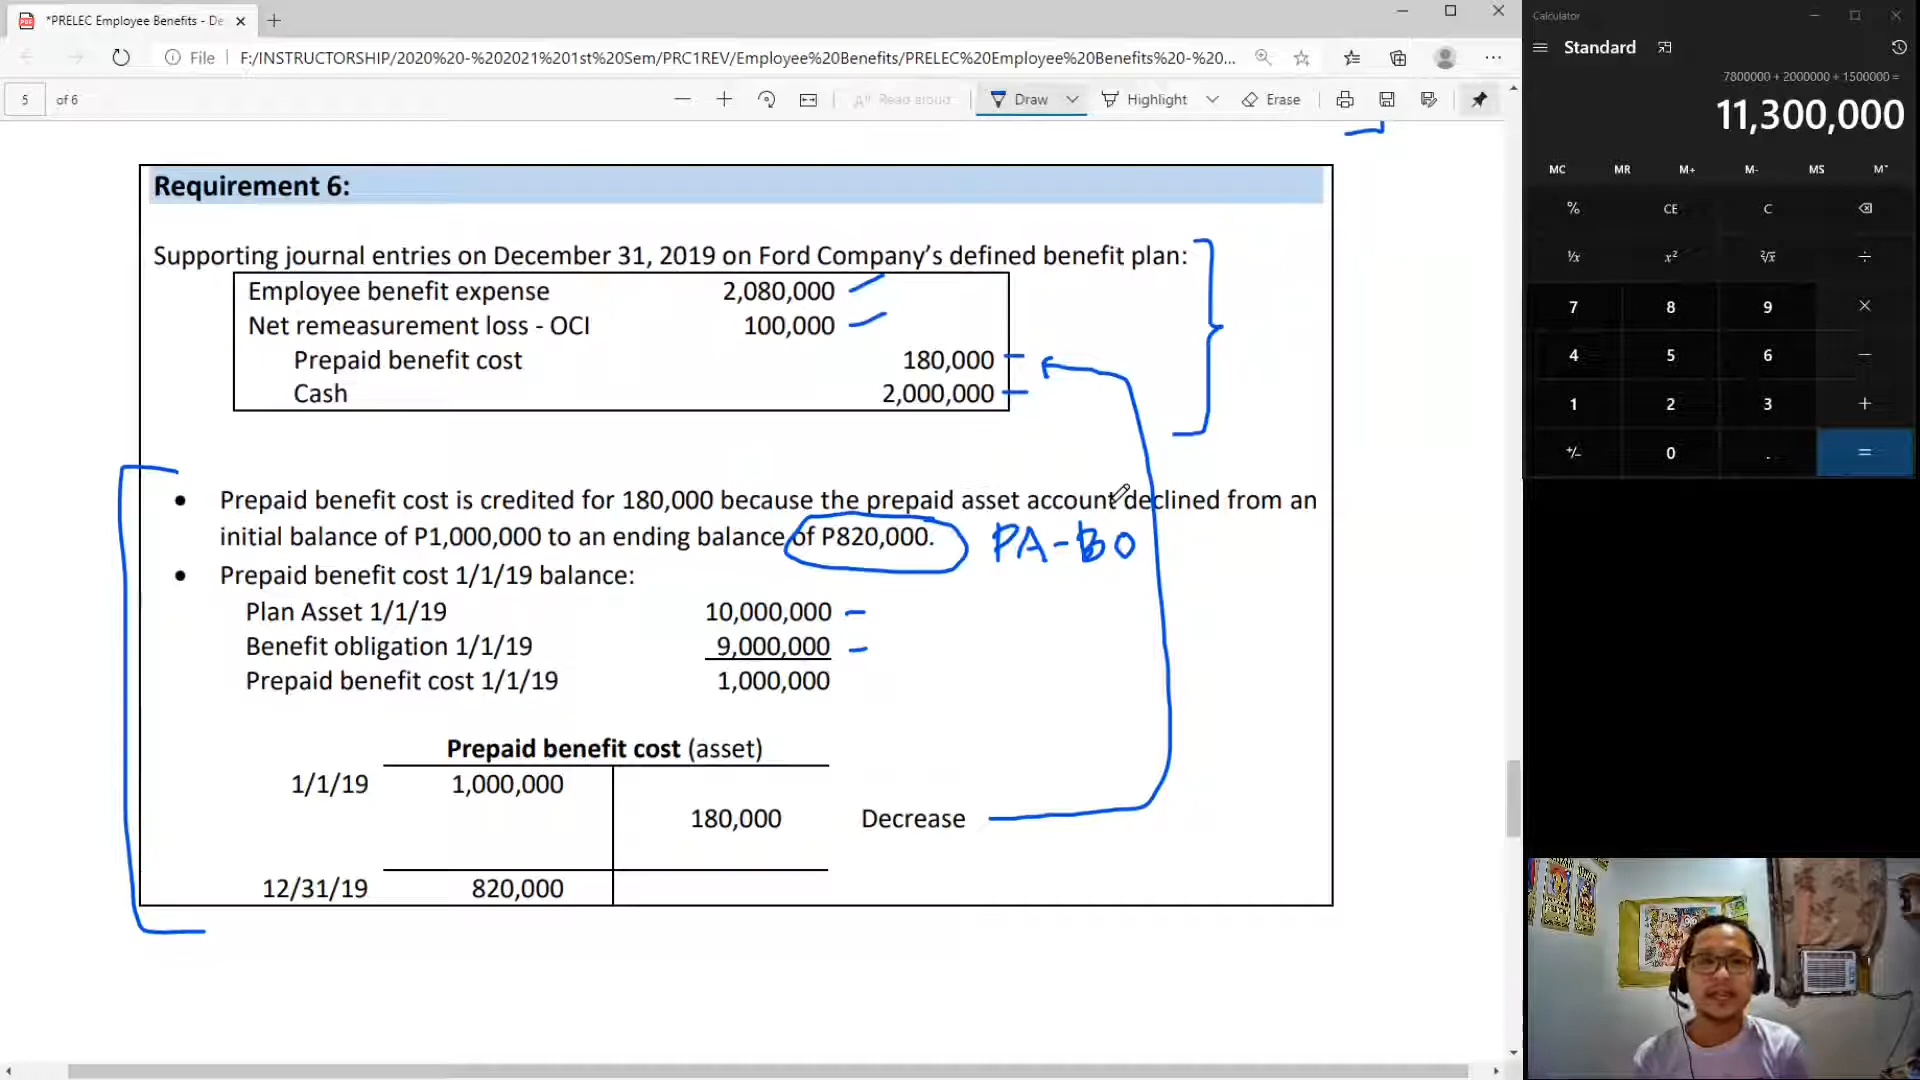 *PRELEC Employee Benefits - De
File
F:/INSTRUCTORSHIP/2020%20-%202021%201st%20Sem/PRC1REV/Employee%20Benefits/PRELEC%20Employee%20Benefits%20-%20...
5 of 6
Read aloud
Draw
Highlight
Erase
Requirement 6:
Supporting journal entries on December 31, 2019 on Ford Company’s defined benefit plan:
Employee benefit expense 2,080,000
Net remeasurement loss - OCI 100,000
Prepaid benefit cost 180,000
Cash 2,000,000
• Prepaid benefit cost is credited for 180,000 because the prepaid asset account declined from an
initial balance of P1,000,000 to an ending balance of P820,000. PA-BO
• Prepaid benefit cost 1/1/19 balance:
Plan Asset 1/1/19 10,000,000
Benefit obligation 1/1/19 9,000,000
Prepaid benefit cost 1/1/19 1,000,000
Prepaid benefit cost (asset)
1/1/19 1,000,000
180,000 Decrease
12/31/19 820,000
Calculator
Standard
7800000 + 2000000 + 1500000 =
11,300,000
MC MR M+ M- MS M˅
% CE C
¹/x x² ²√x ÷
7 8 9 ×
4 5 6 −
1 2 3 +
+/- 0 . =